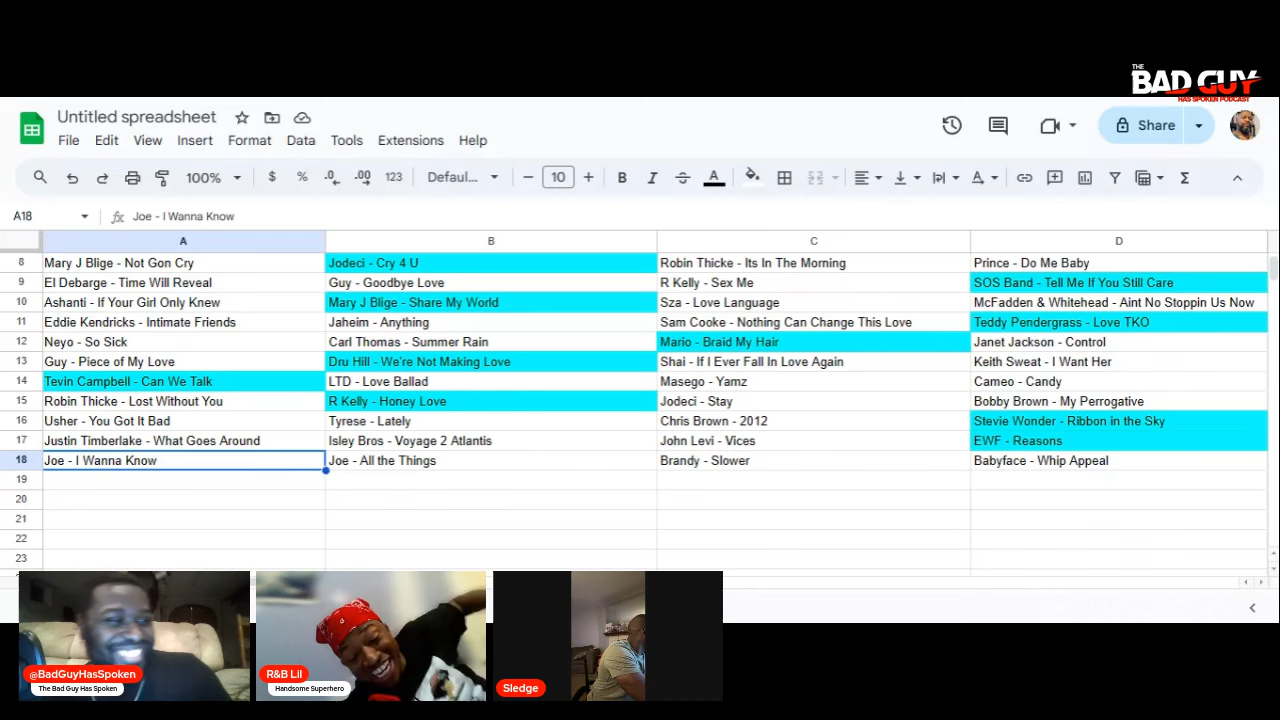 THE
BAD GUY
HAS SPOKEN PODCAST
Untitled spreadsheet
File Edit View Insert Format Data Tools Extensions Help
Share
100% $ % .0 .00 123 Defaul... 10 B I A
A18 fx Joe - I Wanna Know
A B C D
8 Mary J Blige - Not Gon Cry Jodeci - Cry 4 U Robin Thicke - Its In The Morning Prince - Do Me Baby
9 El Debarge - Time Will Reveal Guy - Goodbye Love R Kelly - Sex Me SOS Band - Tell Me If You Still Care
10 Ashanti - If Your Girl Only Knew Mary J Blige - Share My World Sza - Love Language McFadden & Whitehead - Aint No Stoppin Us Now
11 Eddie Kendricks - Intimate Friends Jaheim - Anything Sam Cooke - Nothing Can Change This Love Teddy Pendergrass - Love TKO
12 Neyo - So Sick Carl Thomas - Summer Rain Mario - Braid My Hair Janet Jackson - Control
13 Guy - Piece of My Love Dru Hill - We're Not Making Love Shai - If I Ever Fall In Love Again Keith Sweat - I Want Her
14 Tevin Campbell - Can We Talk LTD - Love Ballad Masego - Yamz Cameo - Candy
15 Robin Thicke - Lost Without You R Kelly - Honey Love Jodeci - Stay Bobby Brown - My Perrogative
16 Usher - You Got It Bad Tyrese - Lately Chris Brown - 2012 Stevie Wonder - Ribbon in the Sky
17 Justin Timberlake - What Goes Around Isley Bros - Voyage 2 Atlantis John Levi - Vices EWF - Reasons
18 Joe - I Wanna Know Joe - All the Things Brandy - Slower Babyface - Whip Appeal
19
20
21
22
23
@BadGuyHasSpoken
The Bad Guy Has Spoken
R&B Lil
Handsome Superhero
Sledge